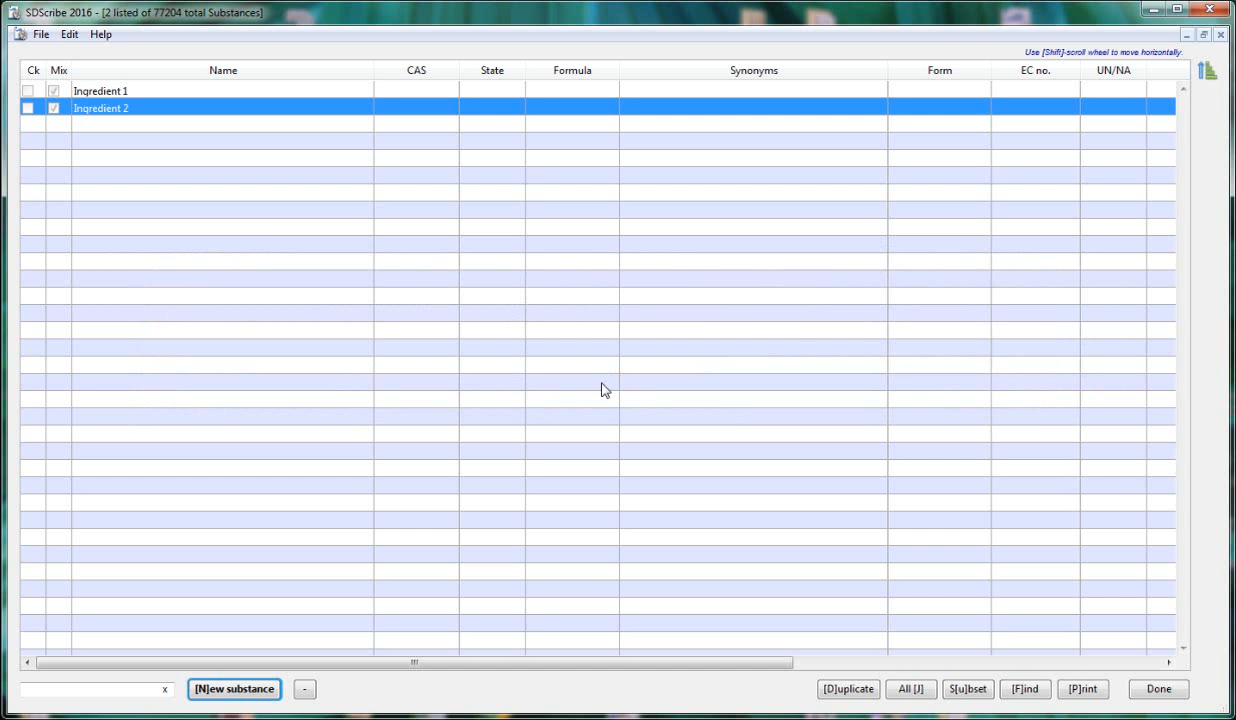 SDScribe 2016 - [2 listed of 77204 total Substances]
File Edit Help
Use [Shift]-scroll wheel to move horizontally.
Ck Mix Name CAS State Formula Synonyms Form EC no. UN/NA
Ingredient 1
Ingredient 2
x [N]ew substance - [D]uplicate All [J] S[u]bset [F]ind [P]rint Done